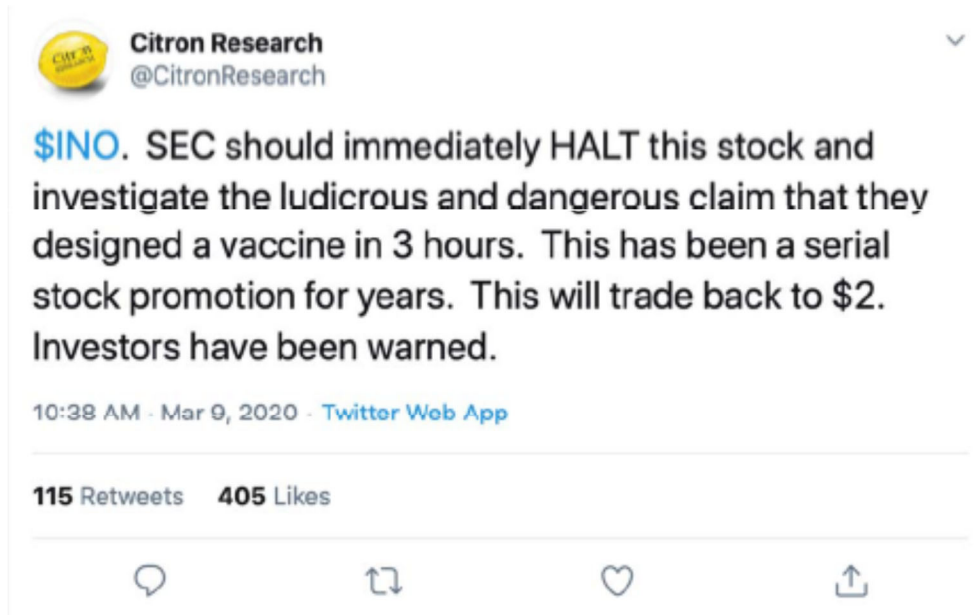 CITRON
RESEARCH
Citron Research
@CitronResearch
$INO. SEC should immediately HALT this stock and
investigate the ludicrous and dangerous claim that they
designed a vaccine in 3 hours. This has been a serial
stock promotion for years. This will trade back to $2.
Investors have been warned.
10:38 AM · Mar 9, 2020 · Twitter Web App
115 Retweets 405 Likes